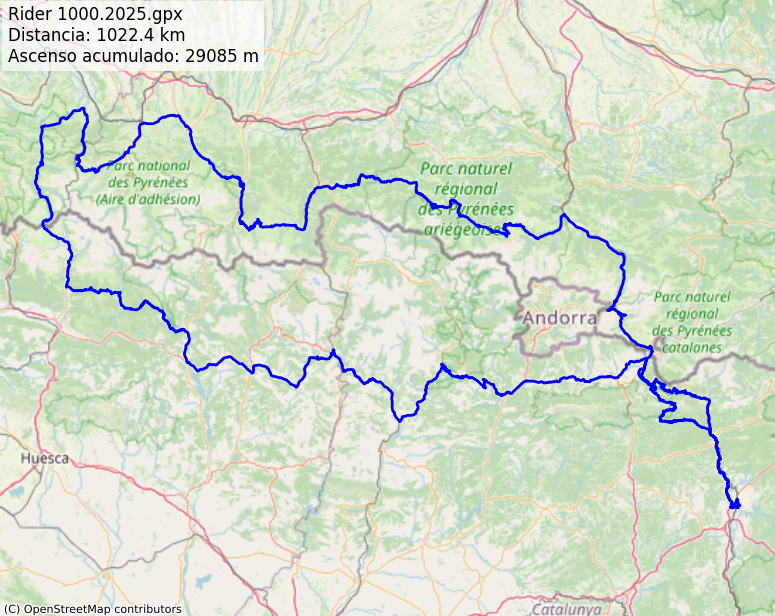 Rider 1000.2025.gpx
Distancia: 1022.4 km
Ascenso acumulado: 29085 m
Parc national
des Pyrénées
(Aire d'adhésion)
Parc naturel
régional
des Pyrénées
ariégeoises
Parc naturel
régional
des Pyrénées
catalanes
Andorra
Huesca
Catalunya
(C) OpenStreetMap contributors